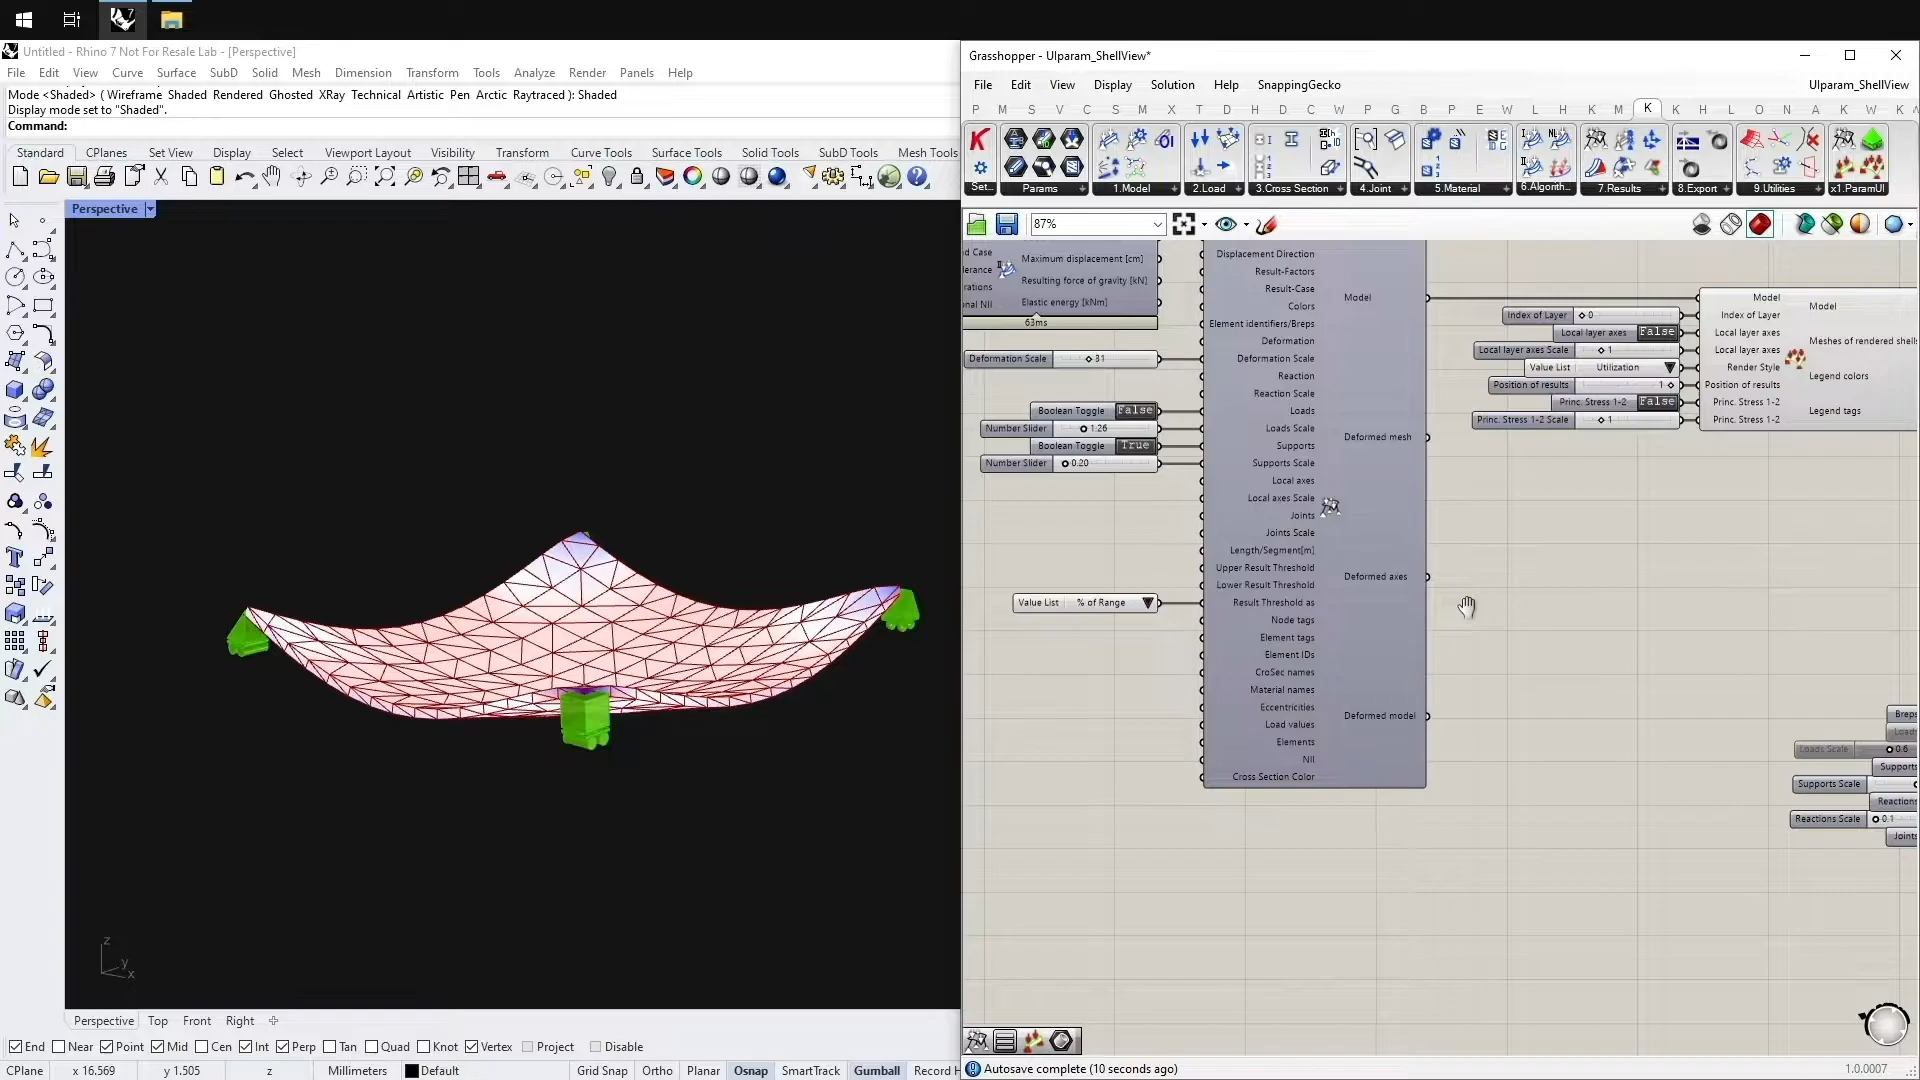 Untitled - Rhino 7 Not For Resale Lab - [Perspective]
File Edit View Curve Surface SubD Solid Mesh Dimension Transform Tools Analyze Render Panels Help
Mode <Shaded> ( Wireframe Shaded Rendered Ghosted XRay Technical Artistic Pen Arctic Raytraced ): Shaded
Display mode set to "Shaded".
Command:
Standard CPlanes Set View Display Select Viewport Layout Visibility Transform Curve Tools Surface Tools Solid Tools SubD Tools Mesh Tools
Perspective
z
y
x
Perspective Top Front Right
End Near Point Mid Cen Int Perp Tan Quad Knot Vertex Project Disable
CPlane x 16.569 y 1.505 z Millimeters Default Grid Snap Ortho Planar Osnap SmartTrack Gumball Record H
Grasshopper - UIparam_ShellView*
File Edit View Display Solution Help SnappingGecko UIparam_ShellView
P M S V C S M X T D H D C W P G B P E W L H K M K K H L O N A K W K
Set... Params 1.Model 2.Load 3.Cross Section 4.Joint 5.Material 6.Algorith... 7.Results 8.Export 9.Utilities x1.ParamUI
87%
d Case
lerance
rations
onal NII
Maximum displacement [cm]
Resulting force of gravity [kN]
Elastic energy [kNm]
63ms
Deformation Scale 31
Boolean Toggle False
Number Slider 1.26
Boolean Toggle True
Number Slider 0.20
Value List % of Range
Displacement Direction
Result-Factors
Result-Case
Colors
Element identifiers/Breps
Deformation
Deformation Scale
Reaction
Reaction Scale
Loads
Loads Scale
Supports
Supports Scale
Local axes
Local axes Scale
Joints
Joints Scale
Length/Segment[m]
Upper Result Threshold
Lower Result Threshold
Result Threshold as
Node tags
Element tags
Element IDs
CroSec names
Material names
Eccentricities
Load values
Elements
NII
Cross Section Color
Model
Deformed mesh
Deformed axes
Deformed model
Index of Layer 0
Local layer axes False
Local layer axes Scale 1
Value List Utilization
Position of results 1
Princ. Stress 1-2 False
Princ. Stress 1-2 Scale 1
Model
Index of Layer
Local layer axes
Local layer axes
Render Style
Position of results
Princ. Stress 1-2
Princ. Stress 1-2
Model
Meshes of rendered shells
Legend colors
Legend tags
Breps
Loads
Loads Scale 0.6
Supports
Supports Scale
Reactions
Reactions Scale 0.1
Joints
Autosave complete (10 seconds ago) 1.0.0007